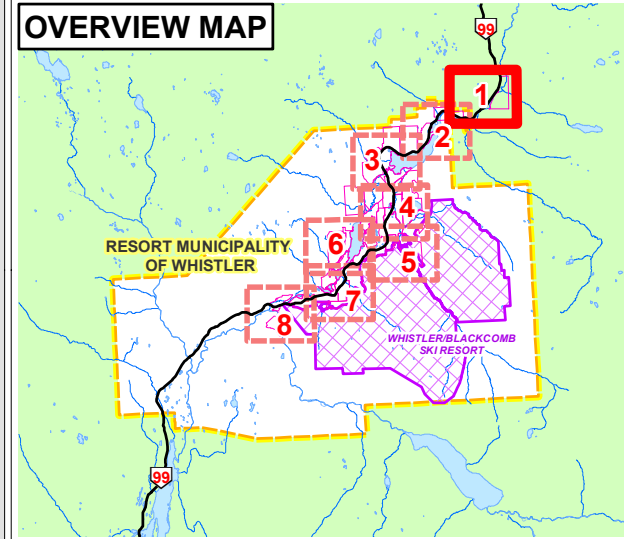 OVERVIEW MAP
99
1
2
3
4
RESORT MUNICIPALITY
OF WHISTLER
6
5
7
8
WHISTLER/BLACKCOMB
SKI RESORT
99